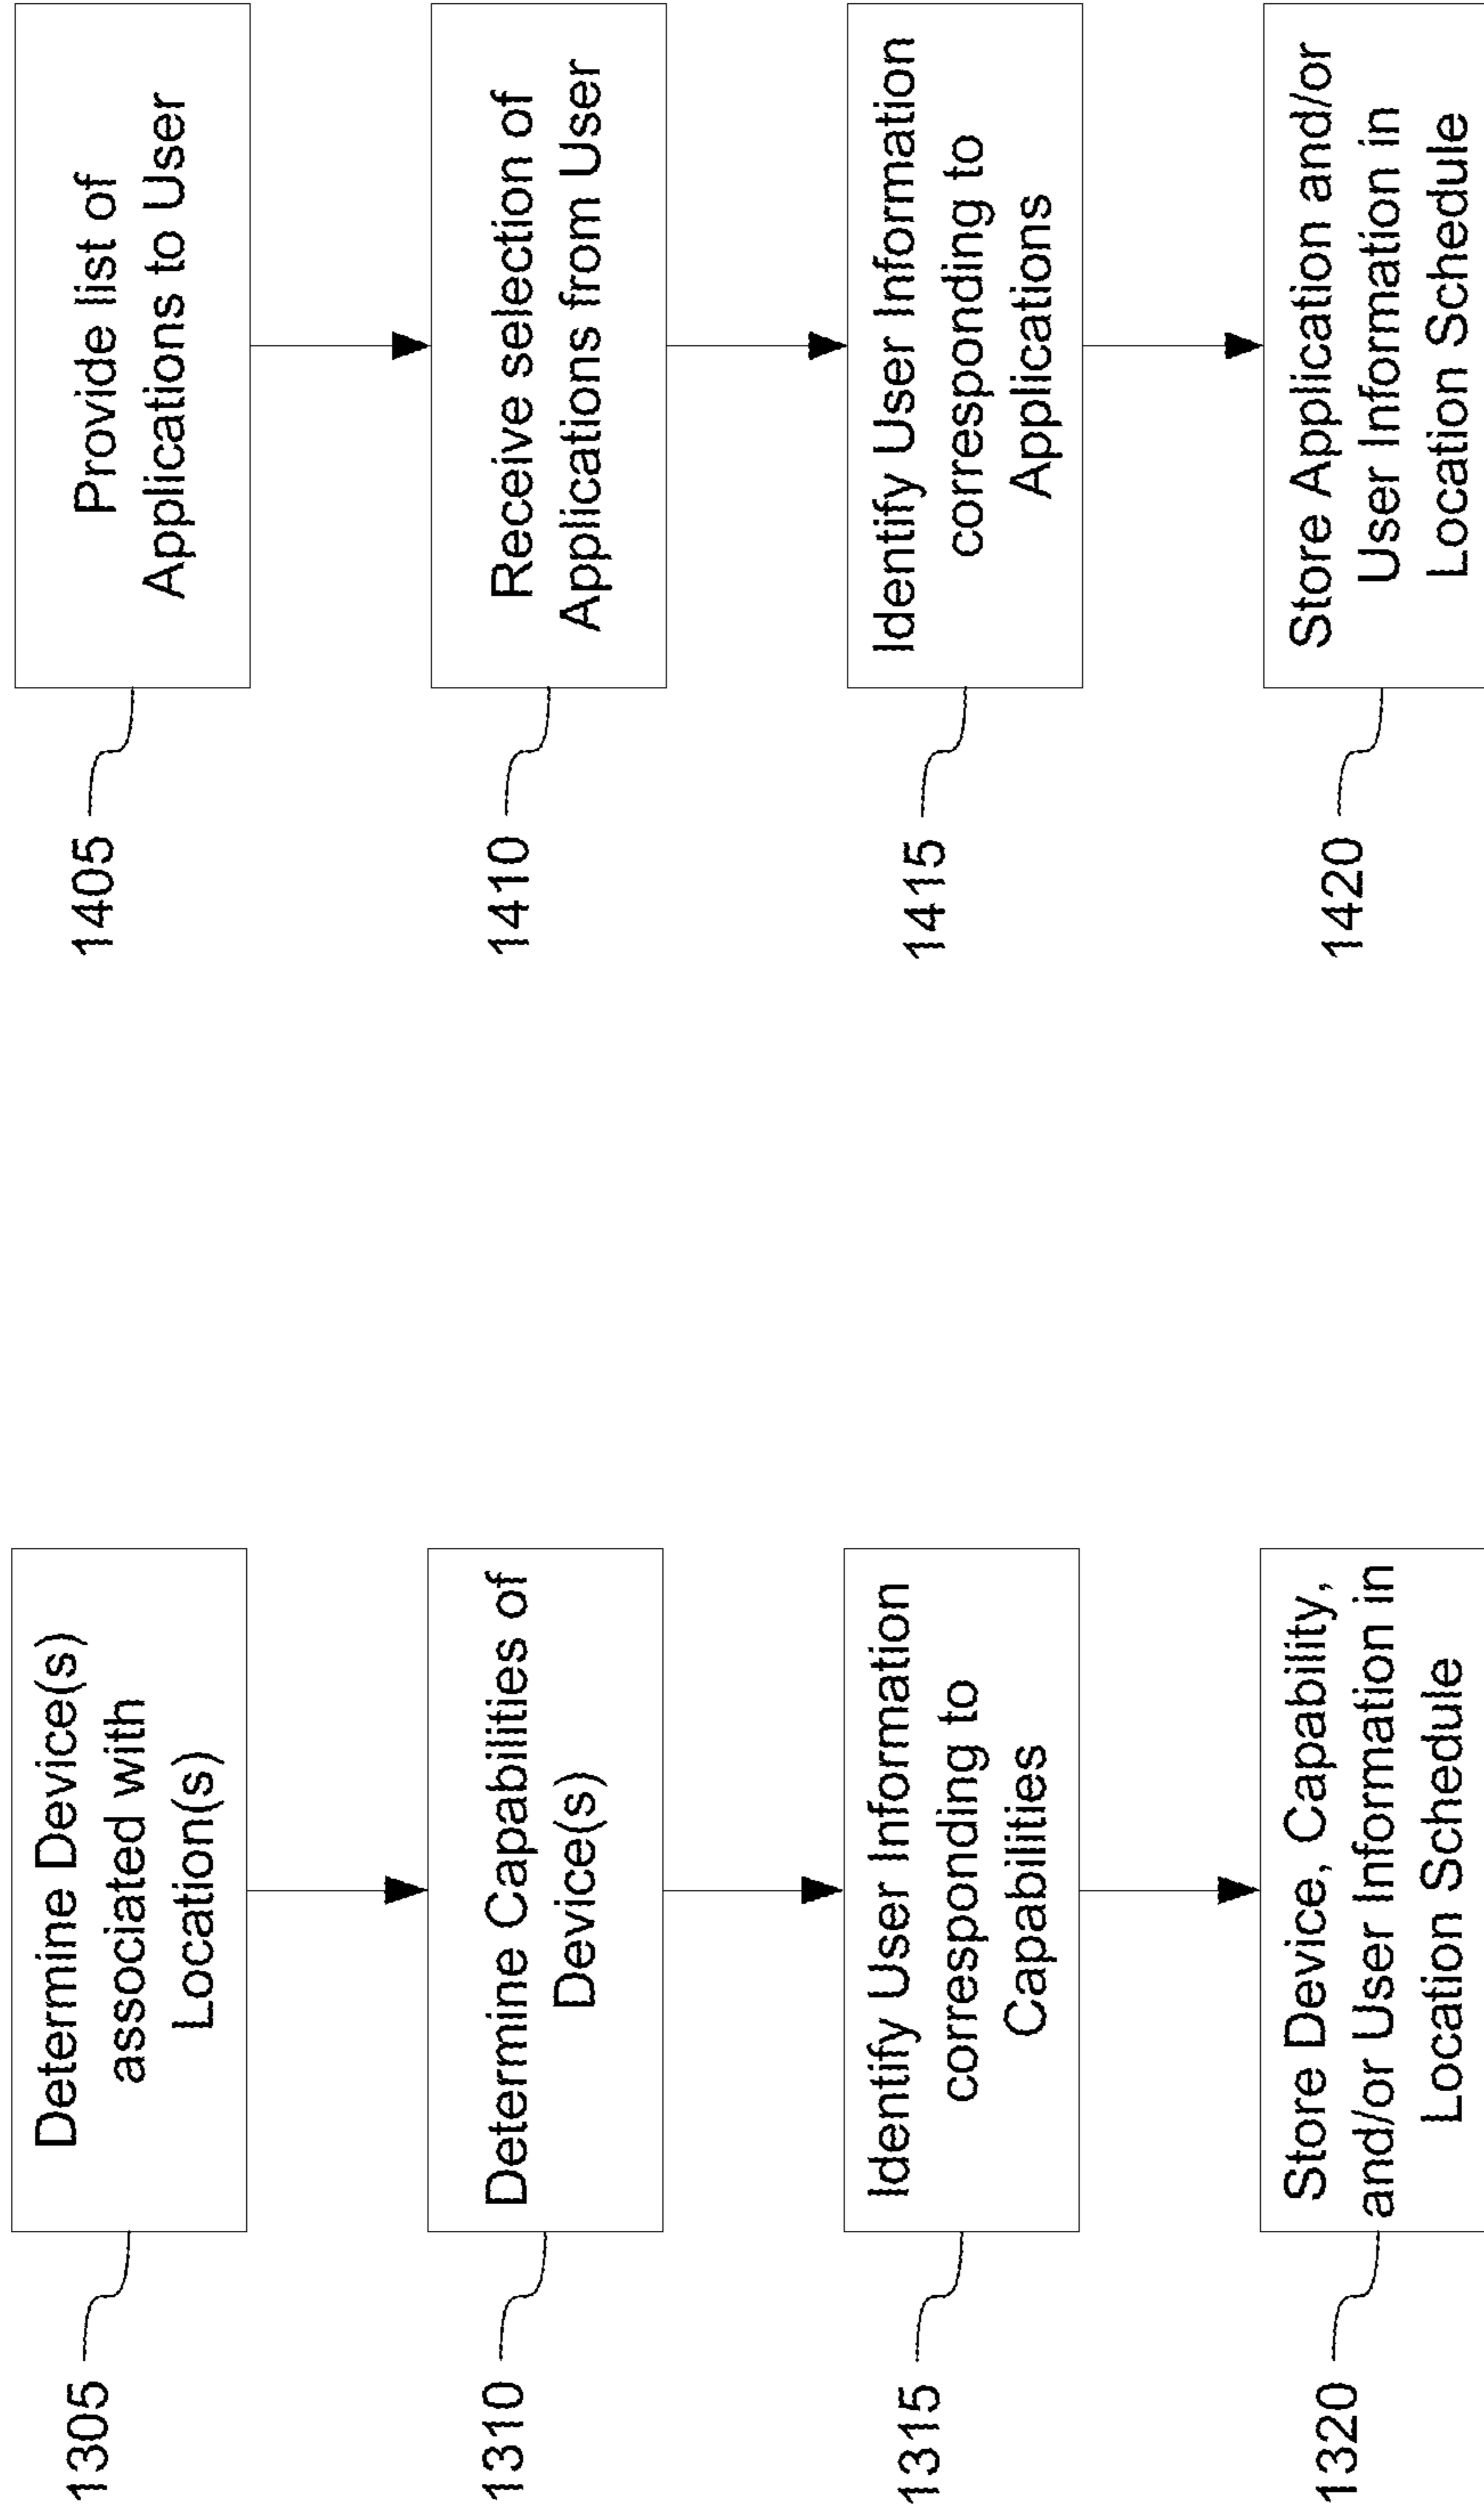 1305
Determine Device(s)
associated with
Location(s)
1310
Determine Capabilities of
Device(s)
1315
Identify User Information
corresponding to
Capabilities
1320
Store Device, Capability,
and/or User Information in
Location Schedule
1405
Provide list of
Applications to User
1410
Receive selection of
Applications from User
1415
Identify User Information
corresponding to
Applications
1420
Store Application and/or
User Information in
Location Schedule